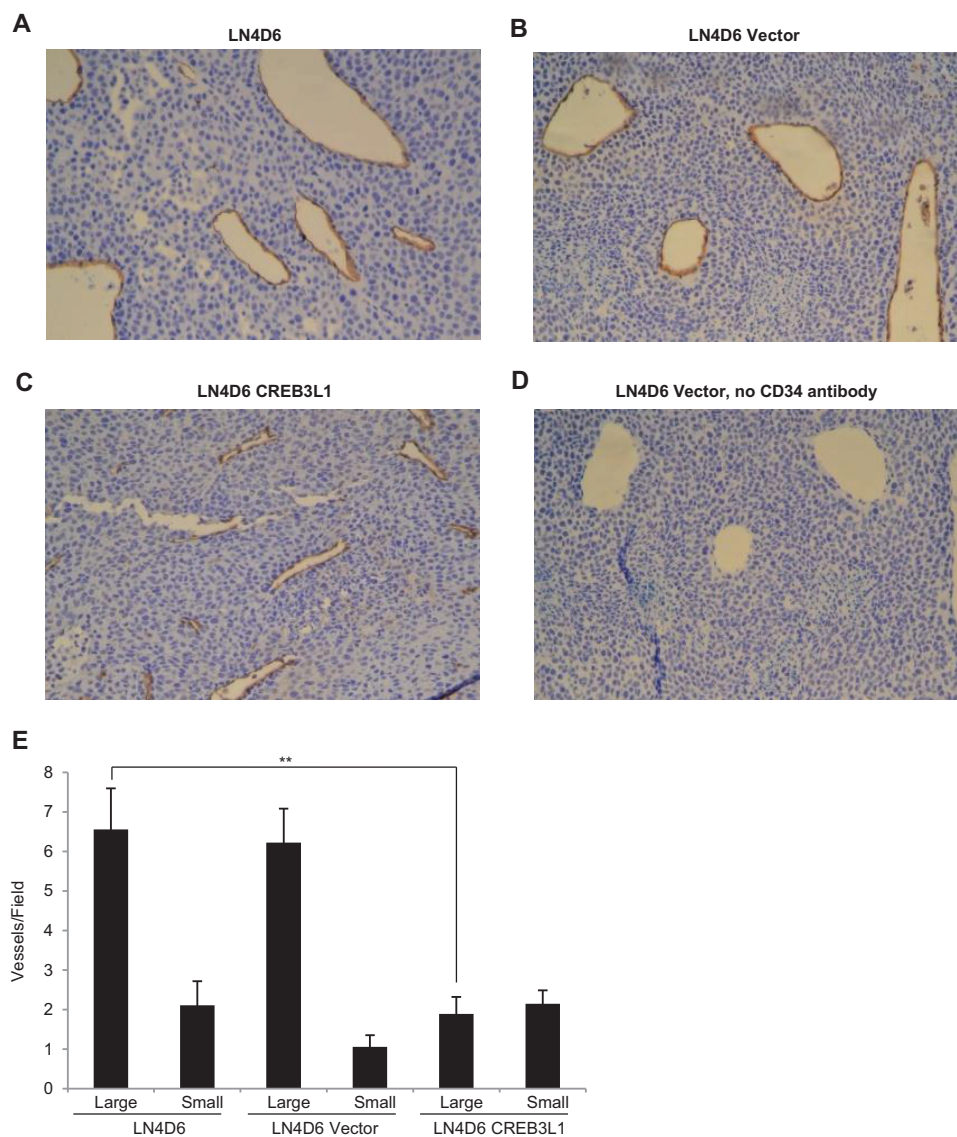 A
LN4D6
B
LN4D6 Vector
C
LN4D6 CREB3L1
D
LN4D6 Vector, no CD34 antibody
E
**
8
7
6
5
4
3
2
1
0
Vessels/Field
Large Small Large Small Large Small
LN4D6 LN4D6 Vector LN4D6 CREB3L1